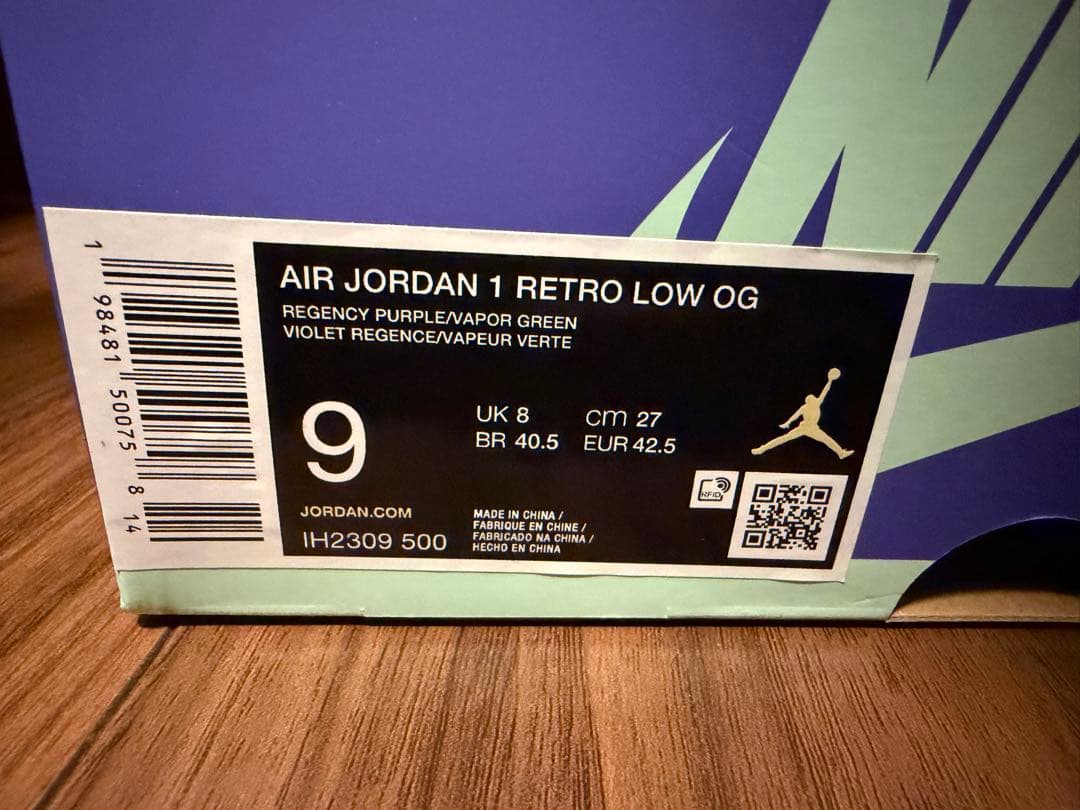 AIR JORDAN 1 RETRO LOW OG
REGENCY PURPLE/VAPOR GREEN
VIOLET REGENCE/VAPEUR VERTE
9
UK 8 cm 27
BR 40.5 EUR 42.5
RFID
JORDAN.COM
IH2309 500
MADE IN CHINA /
FABRIQUE EN CHINE /
FABRICADO NA CHINA /
HECHO EN CHINA
1 98481 50075 8 14